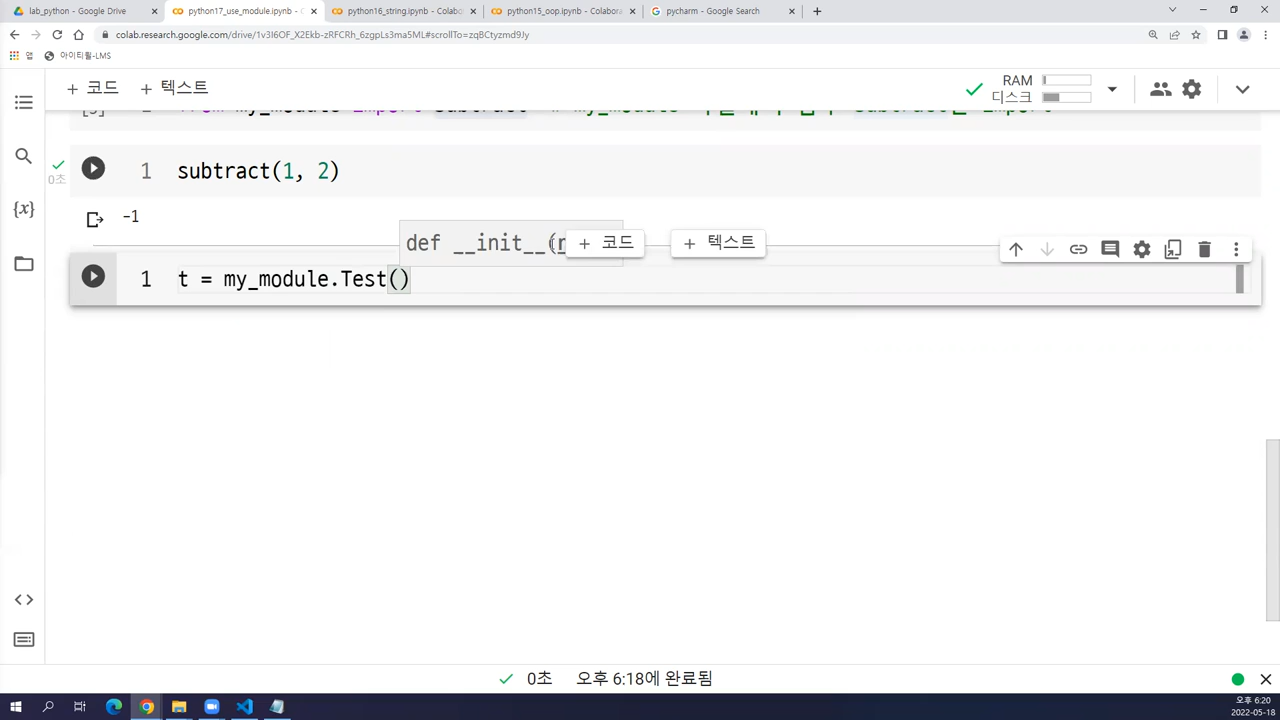 lab_python - Google Drive
python17_use_module.ipynb - G
python16_string.ipynb - Colabo
python15_oop.ipynb - Colabora
pycharm - Google Search
colab.research.google.com/drive/1v3I6OF_X2Ekb-zRFCRh_6zgpLs3ma5ML#scrollTo=zqBCtyzmd9Jy
앱
아이티윌-LMS
+ 코드 + 텍스트
RAM
디스크
subtract
import
1 subtract(1, 2)
0초
-1
def __init__(
+ 코드
+ 텍스트
1 t = my_module.Test()
0초 오후 6:18에 완료됨
오후 6:20
2022-05-18